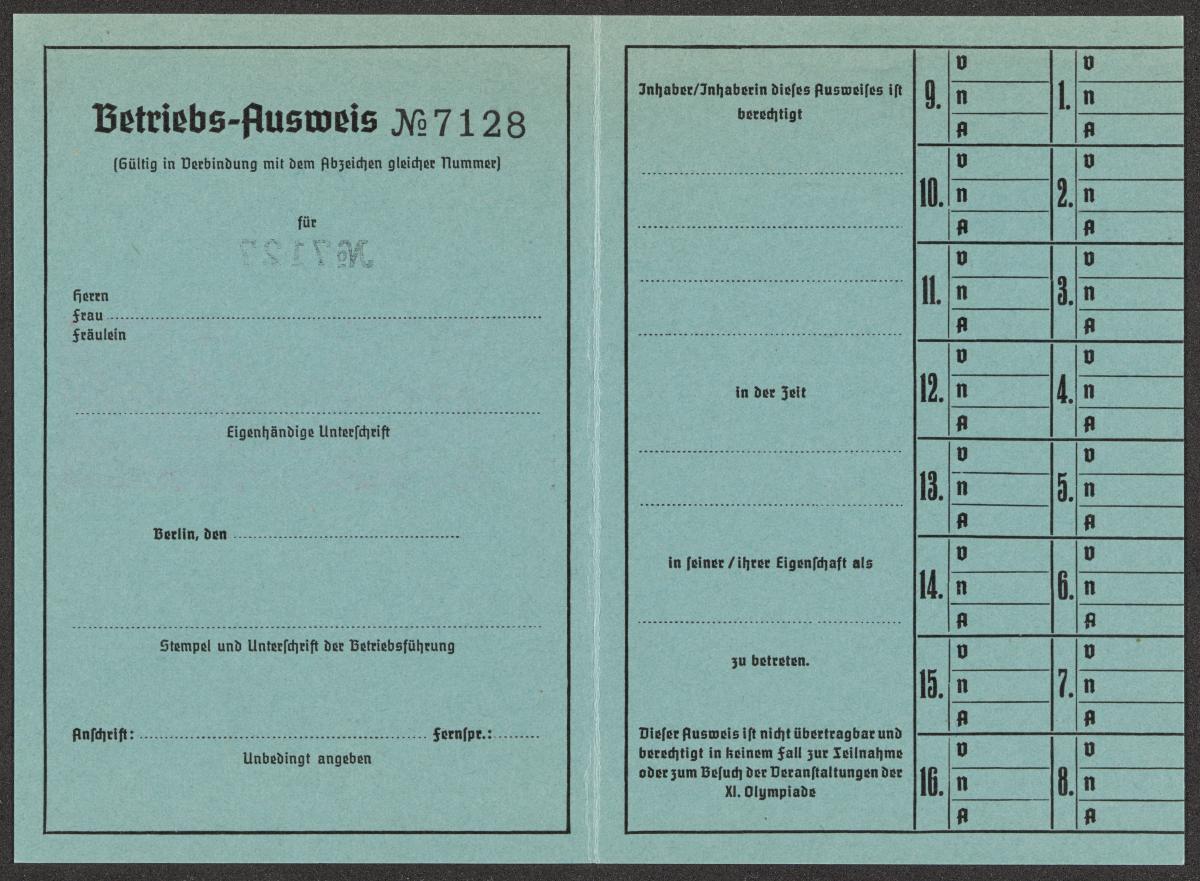 Betriebs-Ausweis № 7128
(Gültig in Verbindung mit dem Abzeichen gleicher Nummer)
für
№ 7127
Herrn
Frau
Fräulein
Eigenhändige Unterschrift
Berlin, den
Stempel und Unterschrift der Betriebsführung
Anschrift: Fernspr.:
Unbedingt angeben
Inhaber/Inhaberin dieses Ausweises ist
berechtigt
in der Zeit
in seiner / ihrer Eigenschaft als
zu betreten.
Dieser Ausweis ist nicht übertragbar und
berechtigt in keinem Fall zur Teilnahme
oder zum Besuch der Veranstaltungen der
XI. Olympiade
9. V N A
10. V N A
11. V N A
12. V N A
13. V N A
14. V N A
15. V N A
16. V N A
1. V N A
2. V N A
3. V N A
4. V N A
5. V N A
6. V N A
7. V N A
8. V N A